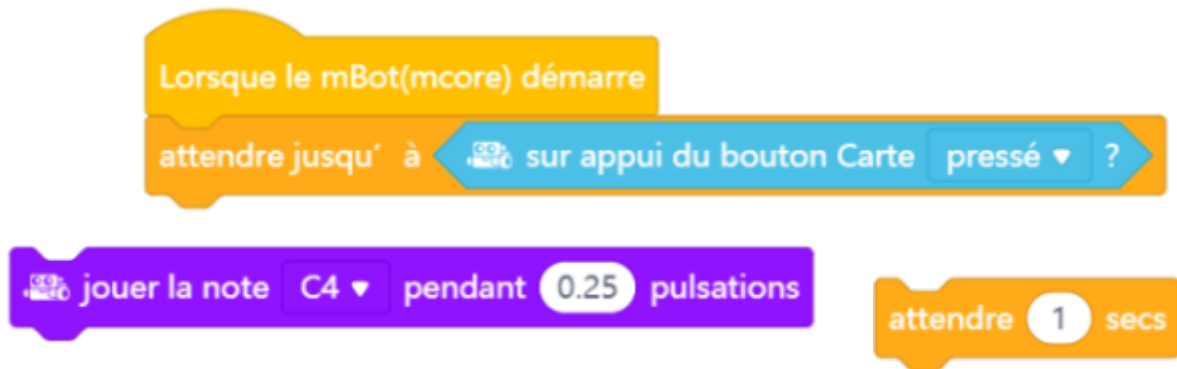 Lorsque le mBot(mcore) démarre
attendre jusqu’ à sur appui du bouton Carte pressé ?
jouer la note C4 pendant 0.25 pulsations
attendre 1 secs